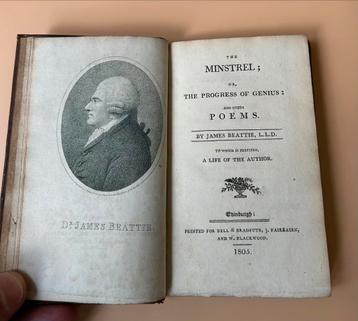 Dr. JAMES BEATTIE.
THE
MINSTREL;
OR,
THE PROGRESS OF GENIUS:
AND OTHER
POEMS.
BY JAMES BEATTIE, L.L.D.
TO WHICH IS PREFIXED,
A LIFE OF THE AUTHOR.
Edinburgh:
PRINTED FOR BELL & BRADFUTE, J. FAIRBAIRN,
AND W. BLACKWOOD.
1805.